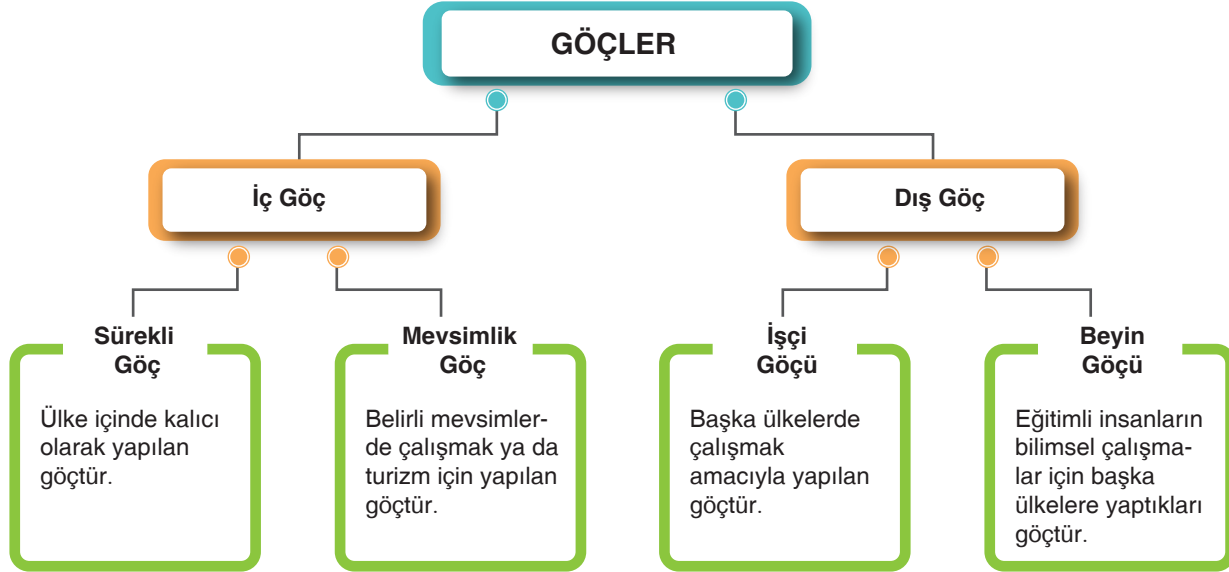 GÖÇLER
İç Göç
Dış Göç
Sürekli
Göç
Ülke içinde kalıcı
olarak yapılan
göçtür.
Mevsimlik
Göç
Belirli mevsimler-
de çalışmak ya da
turizm için yapılan
göçtür.
İşçi
Göçü
Başka ülkelerde
çalışmak
amacıyla yapılan
göçtür.
Beyin
Göçü
Eğitimli insanların
bilimsel çalışma-
lar için başka
ülkelere yaptıkları
göçtür.